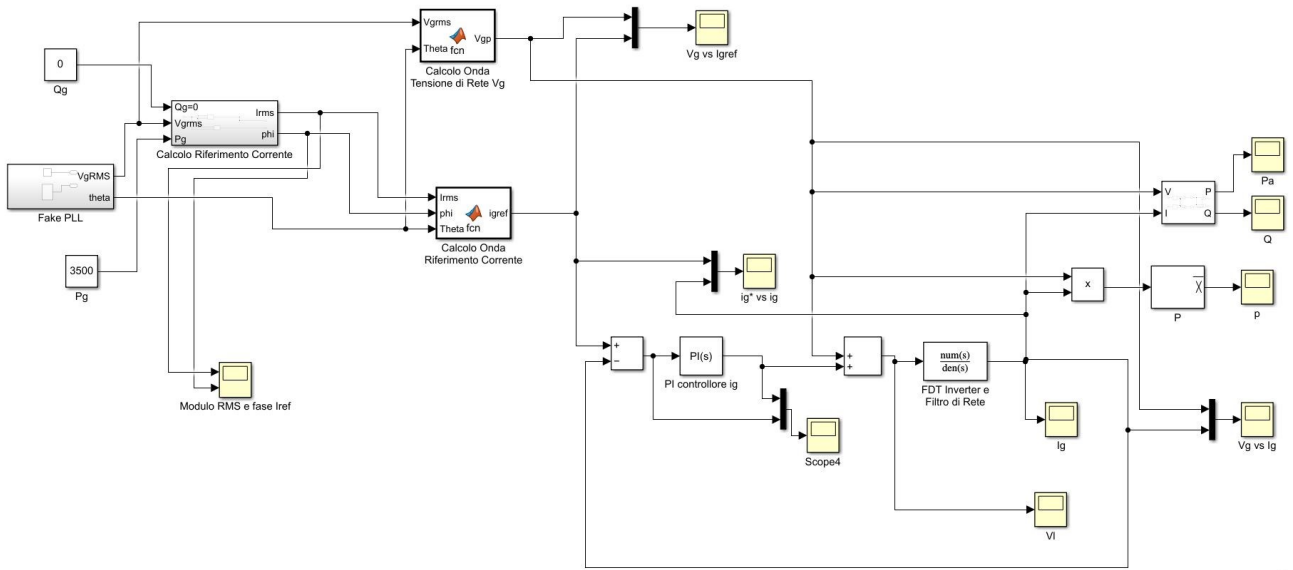 0
Qg
Qg=0
Vgrms
Pg
Irms
phi
Calcolo Riferimento Corrente
VgRMS
theta
Fake PLL
3500
Pg
Modulo RMS e fase Iref
Vgrms
Theta
fcn
Vgp
Calcolo Onda
Tensione di Rete Vg
Vg vs Igref
Irms
phi
Theta
fcn
igref
Calcolo Onda
Riferimento Corrente
ig* vs ig
+
−
PI(s)
PI controllore ig
Scope4
+
+
num(s)
den(s)
FDT Inverter e
Filtro di Rete
Ig
VI
V
I
P
Q
Pa
Q
x
P
p
Vg vs Ig